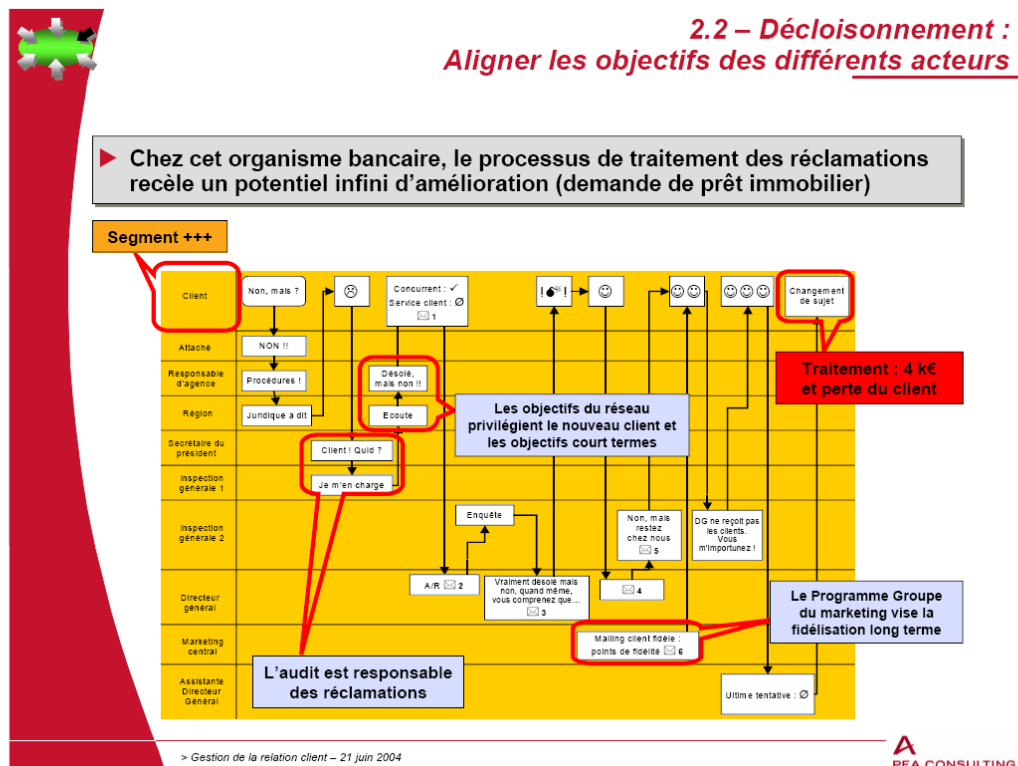 2.2 – Décloisonnement :
Aligner les objectifs des différents acteurs
Chez cet organisme bancaire, le processus de traitement des réclamations
recèle un potentiel infini d'amélioration (demande de prêt immobilier)
Segment +++
Client
Non, mais ?
☹
Concurrent : ✓
Service client : Ø
✉ 1
!💣!
☺
☺☺
☺☺☺
Changement
de sujet
Attaché
NON !!
Responsable
d'agence
Procédures !
Désolé,
mais non !!
Traitement : 4 k€
et perte du client
Région
Juridique a dit
Ecoute
Les objectifs du réseau
privilégient le nouveau client et
les objectifs court termes
Secrétaire du
président
Client ! Quid ?
Inspection
générale 1
Je m'en charge
Inspection
générale 2
Enquête
Non, mais
restez
chez nous
✉ 5
DG ne reçoit pas
les clients.
Vous
m'importunez !
Directeur
général
A/R ✉ 2
Vraiment désolé mais
non, quand même,
vous comprenez que...
✉ 3
✉ 4
Le Programme Groupe
du marketing vise la
fidélisation long terme
Marketing
central
Mailing client fidèle :
points de fidélité ✉ 6
L'audit est responsable
des réclamations
Assistante
Directeur
Général
Ultime tentative : Ø
> Gestion de la relation client – 21 juin 2004
PEA CONSULTING